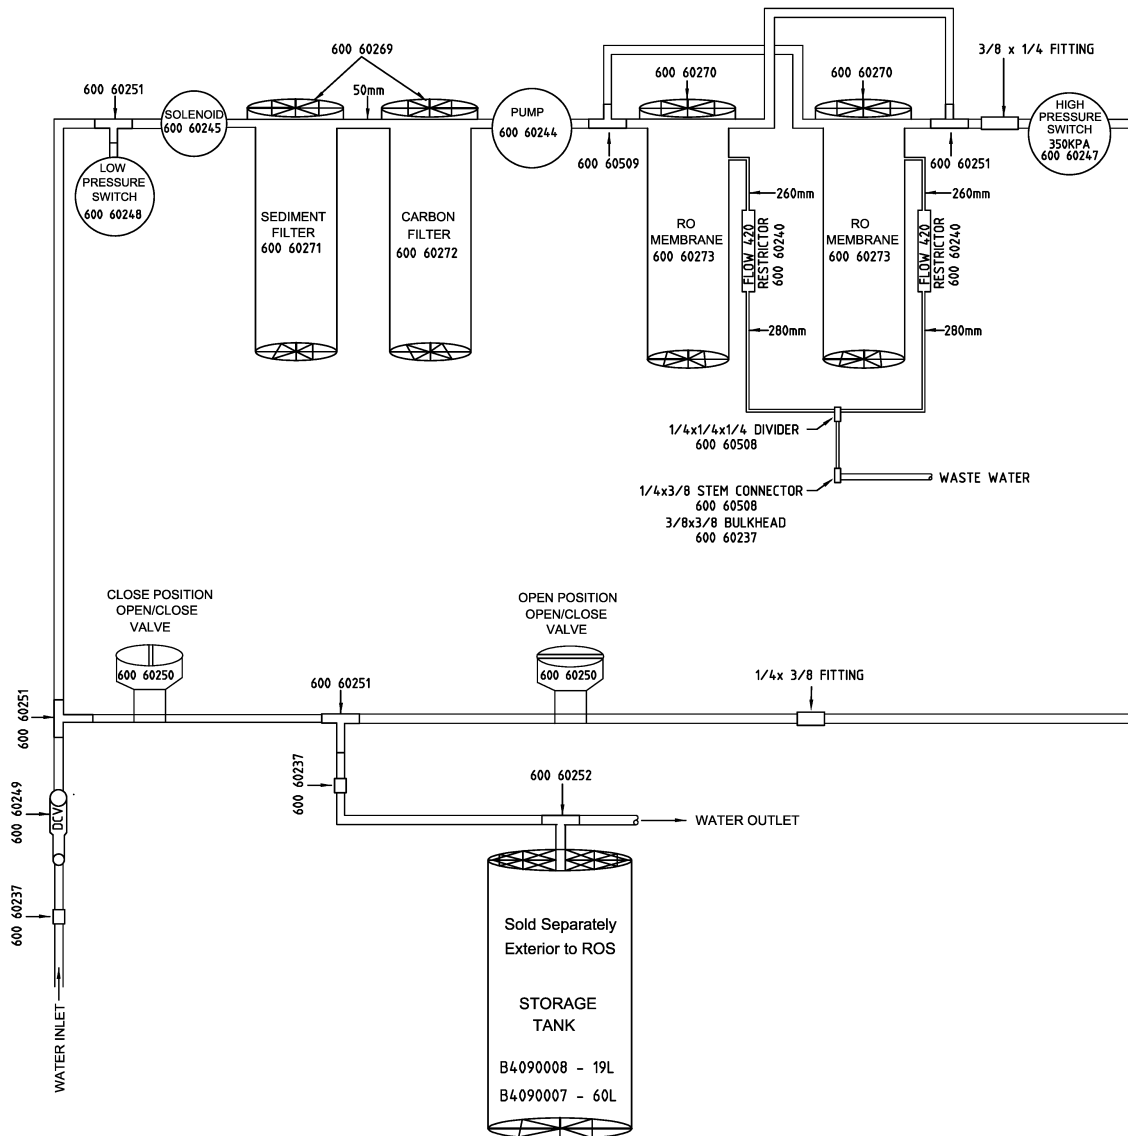 3/8 x 1/4 FITTING
600 60269
600 60251
50mm
SOLENOID
600 60245
PUMP
600 60244
600 60270
600 60270
HIGH
PRESSURE
SWITCH
350KPA
600 60247
600 60509
600 60251
LOW
PRESSURE
SWITCH
600 60248
SEDIMENT
FILTER
600 60271
CARBON
FILTER
600 60272
RO
MEMBRANE
600 60273
260mm
FLOW 420
RESTRICTOR
600 60240
280mm
RO
MEMBRANE
600 60273
260mm
FLOW 420
RESTRICTOR
600 60240
280mm
1/4x1/4x1/4 DIVIDER
600 60508
WASTE WATER
1/4x3/8 STEM CONNECTOR
600 60508
3/8x3/8 BULKHEAD
600 60237
CLOSE POSITION
OPEN/CLOSE
VALVE
600 60250
OPEN POSITION
OPEN/CLOSE
VALVE
600 60250
600 60251
1/4x 3/8 FITTING
600 60251
600 60237
600 60252
600 60249
DCV
WATER OUTLET
600 60237
WATER INLET
Sold Separately
Exterior to ROS
STORAGE
TANK
B4090008 - 19L
B4090007 - 60L